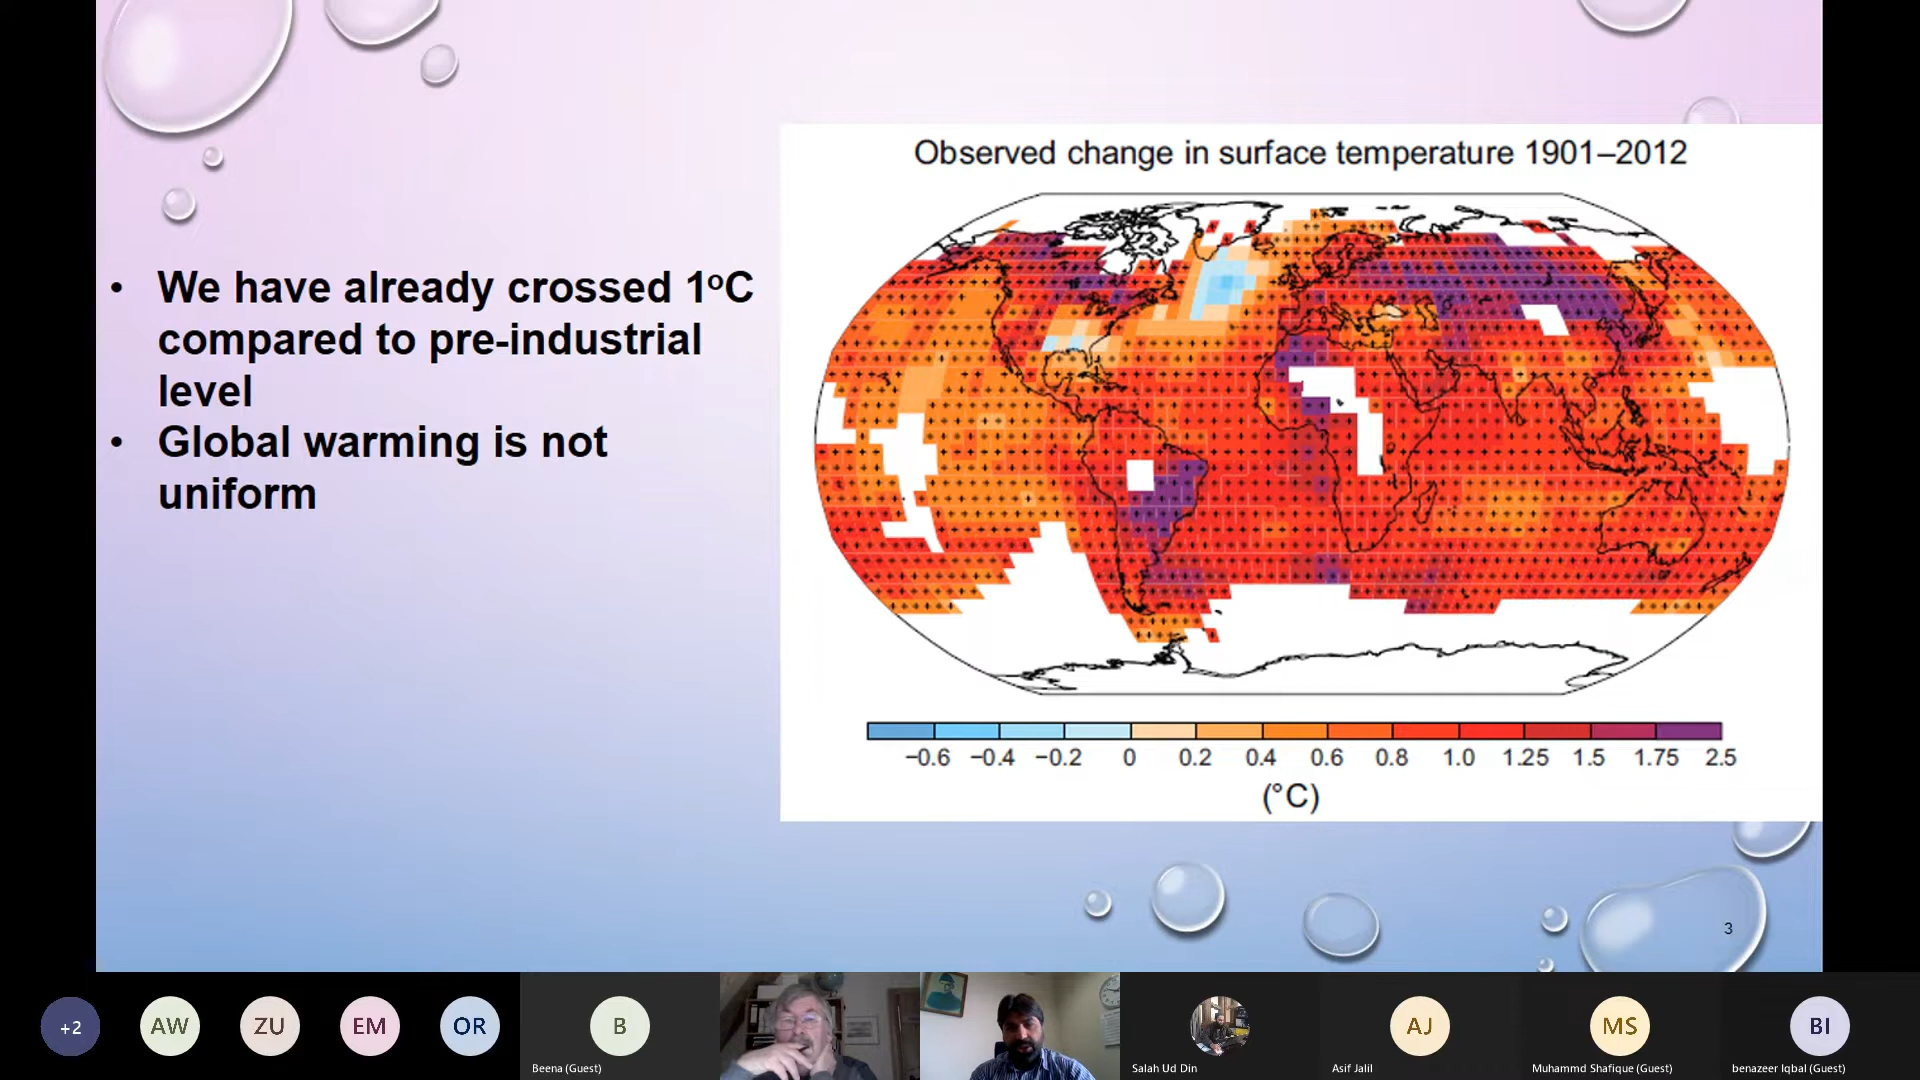 Observed change in surface temperature 1901–2012
• We have already crossed 1ºC
compared to pre-industrial
level
• Global warming is not
uniform
−0.6 −0.4 −0.2 0 0.2 0.4 0.6 0.8 1.0 1.25 1.5 1.75 2.5
(°C)
3
+2 AW ZU EM OR B AJ MS BI
Beena (Guest) Salah Ud Din Asif Jalil Muhammd Shafique (Guest) benazeer Iqbal (Guest)